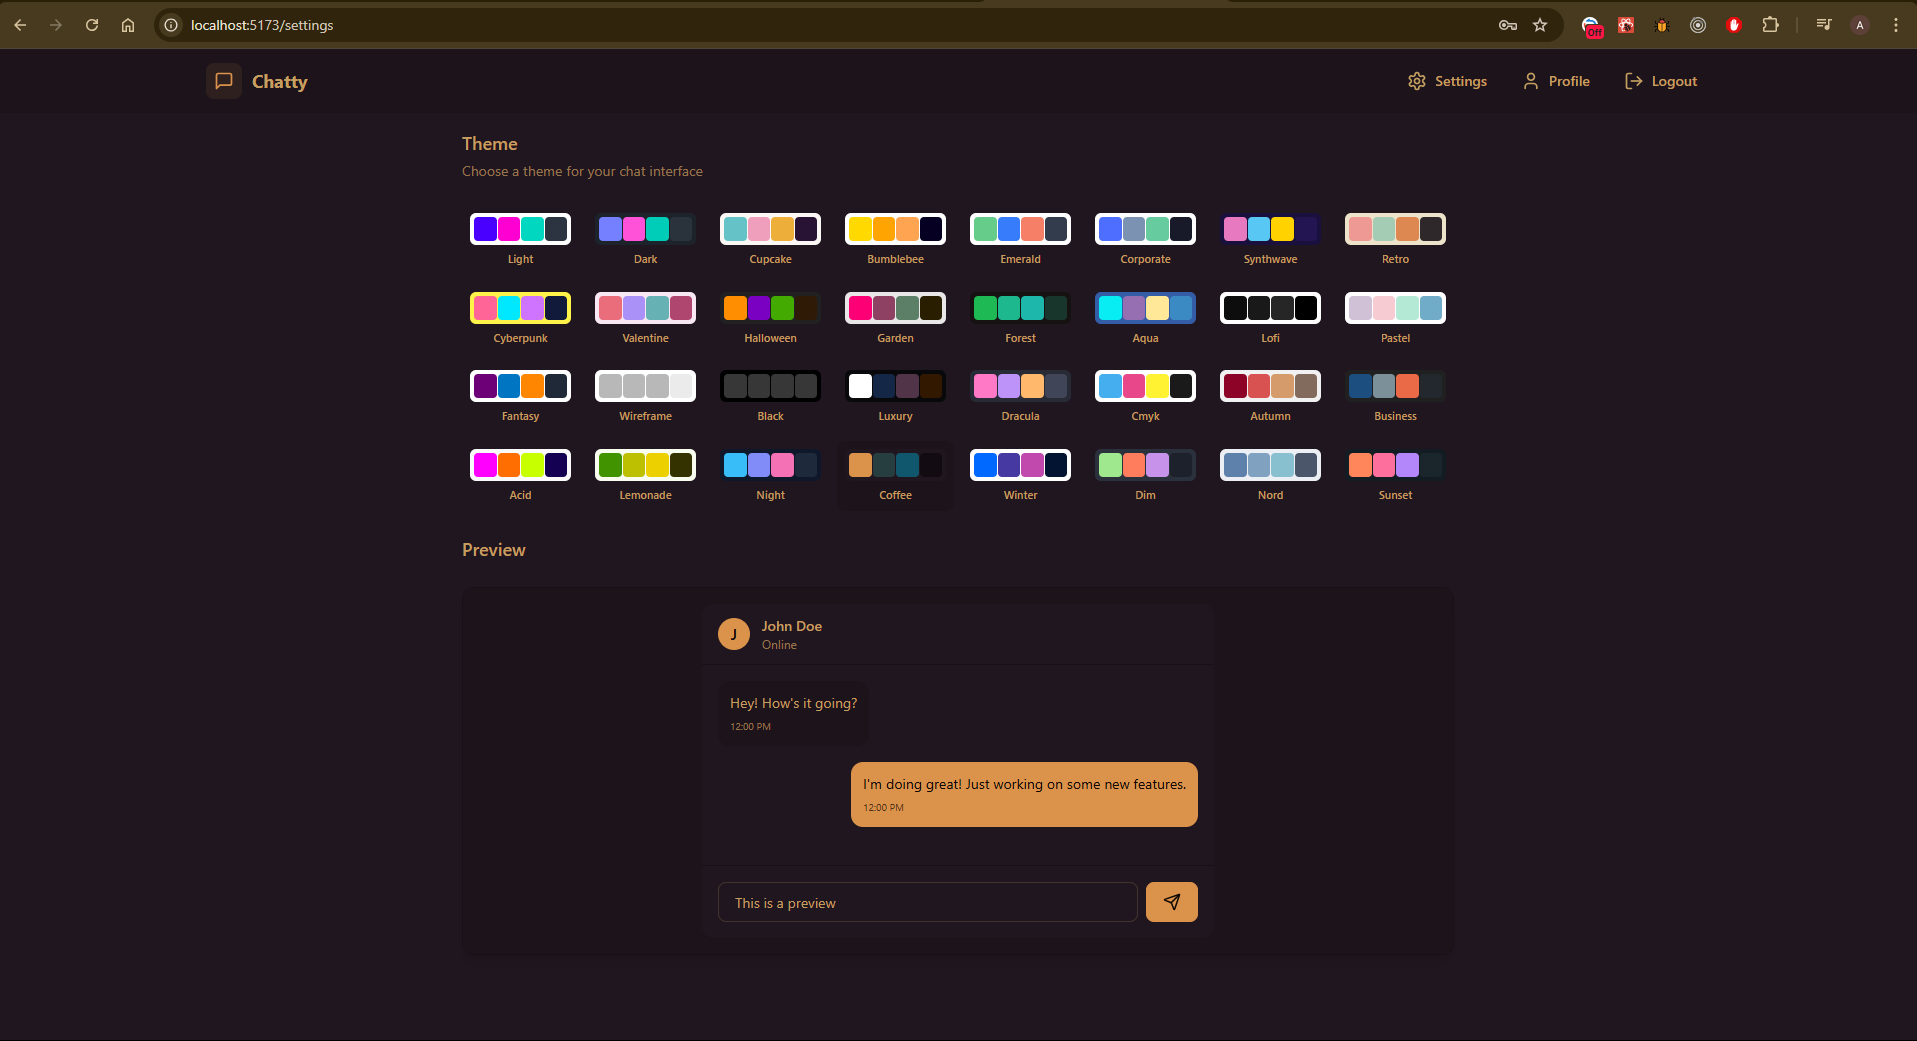 localhost:5173/settings
Off
A
Chatty
Settings
Profile
Logout
Theme
Choose a theme for your chat interface
Light
Dark
Cupcake
Bumblebee
Emerald
Corporate
Synthwave
Retro
Cyberpunk
Valentine
Halloween
Garden
Forest
Aqua
Lofi
Pastel
Fantasy
Wireframe
Black
Luxury
Dracula
Cmyk
Autumn
Business
Acid
Lemonade
Night
Coffee
Winter
Dim
Nord
Sunset
Preview
J
John Doe
Online
Hey! How's it going?
12:00 PM
I'm doing great! Just working on some new features.
12:00 PM
This is a preview